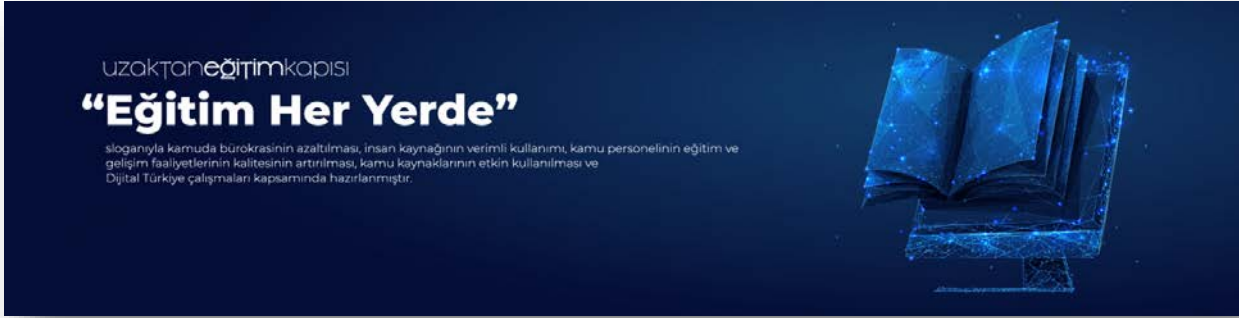 uzaktaneğitimkapısı
“Eğitim Her Yerde”
sloganıyla kamuda bürokrasinin azaltılması, insan kaynağının verimli kullanımı, kamu personelinin eğitim ve
gelişim faaliyetlerinin kalitesinin artırılması, kamu kaynaklarının etkin kullanılması ve
Dijital Türkiye çalışmaları kapsamında hazırlanmıştır.